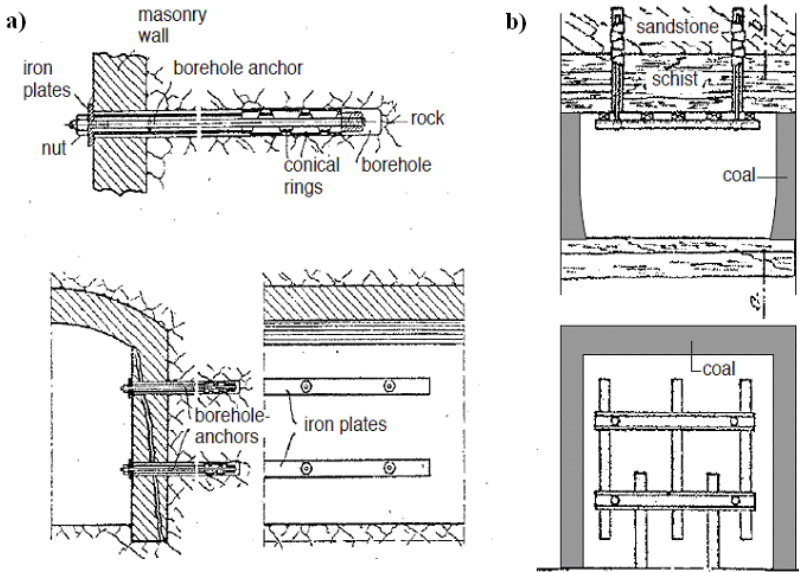 a)
masonry
wall
iron
plates
borehole anchor
rock
nut
conical
rings
borehole
borehole-
anchors
iron plates
b)
sandstone
schist
coal
coal